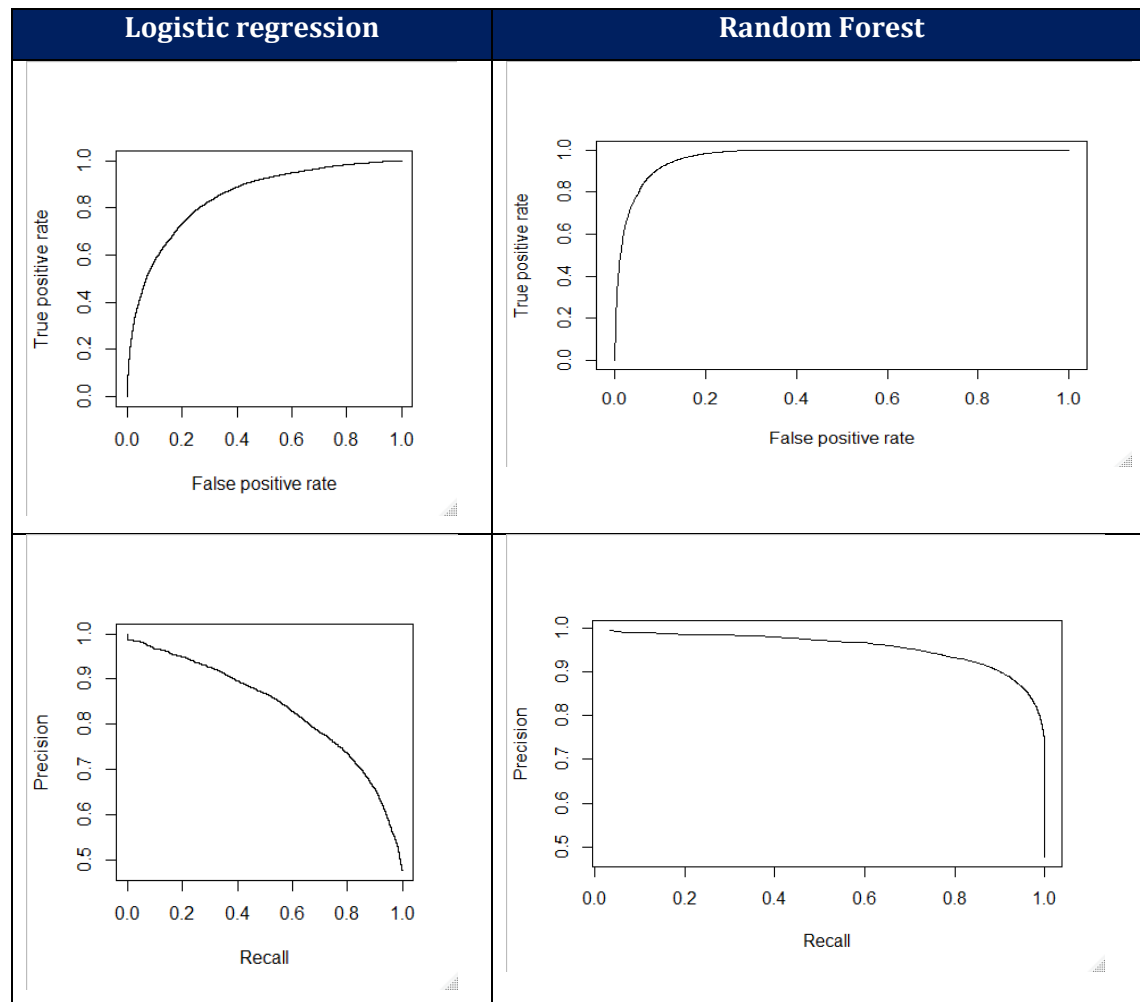 Logistic regression
Random Forest
True positive rate
1.0
0.8
0.6
0.4
0.2
0.0
0.0 0.2 0.4 0.6 0.8 1.0
False positive rate
True positive rate
1.0
0.8
0.6
0.4
0.2
0.0
0.0 0.2 0.4 0.6 0.8 1.0
False positive rate
Precision
1.0
0.9
0.8
0.7
0.6
0.5
0.0 0.2 0.4 0.6 0.8 1.0
Recall
Precision
1.0
0.9
0.8
0.7
0.6
0.5
0.0 0.2 0.4 0.6 0.8 1.0
Recall